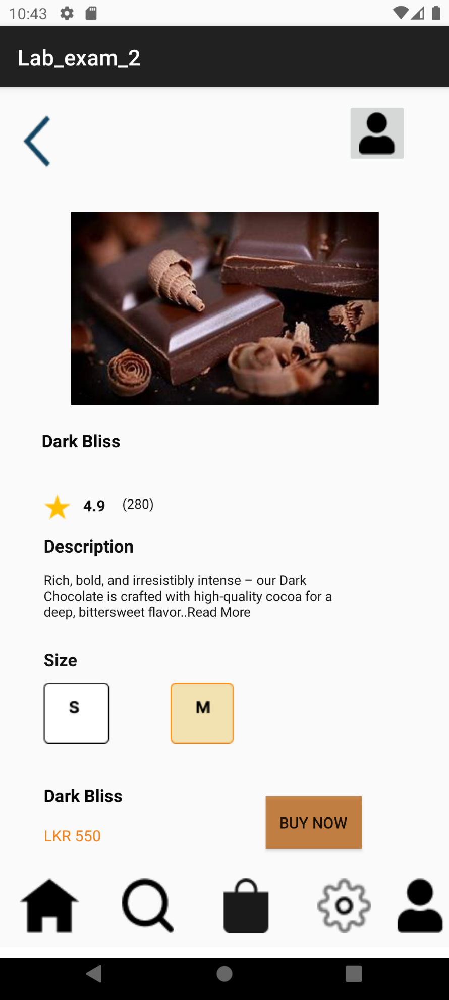 10:43
Lab_exam_2
Dark Bliss
4.9 (280)
Description
Rich, bold, and irresistibly intense – our Dark
Chocolate is crafted with high-quality cocoa for a
deep, bittersweet flavor..Read More
Size
S M
Dark Bliss
BUY NOW
LKR 550